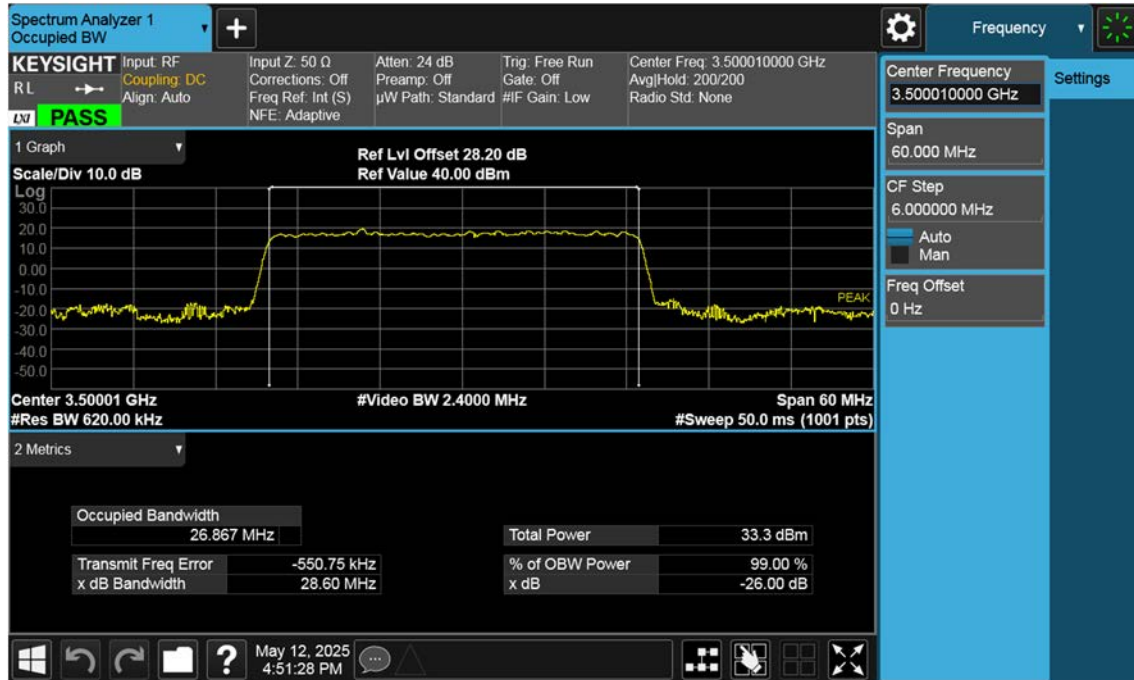 Spectrum Analyzer 1
Occupied BW
+
Frequency
KEYSIGHT
RL
LXI PASS
Input: RF
Coupling: DC
Align: Auto
Input Z: 50 Ω
Corrections: Off
Freq Ref: Int (S)
NFE: Adaptive
Atten: 24 dB
Preamp: Off
µW Path: Standard
Trig: Free Run
Gate: Off
#IF Gain: Low
Center Freq: 3.500010000 GHz
Avg|Hold: 200/200
Radio Std: None
1 Graph
Scale/Div 10.0 dB
Ref Lvl Offset 28.20 dB
Ref Value 40.00 dBm
Log
30.0
20.0
10.0
0.00
-10.0
-20.0
-30.0
-40.0
-50.0
PEAK
Center 3.50001 GHz
#Video BW 2.4000 MHz
Span 60 MHz
#Res BW 620.00 kHz
#Sweep 50.0 ms (1001 pts)
2 Metrics
Occupied Bandwidth
26.867 MHz
Total Power 33.3 dBm
Transmit Freq Error -550.75 kHz
% of OBW Power 99.00 %
x dB Bandwidth 28.60 MHz
x dB -26.00 dB
Center Frequency
3.500010000 GHz
Settings
Span
60.000 MHz
CF Step
6.000000 MHz
Auto
Man
Freq Offset
0 Hz
?
May 12, 2025
4:51:28 PM